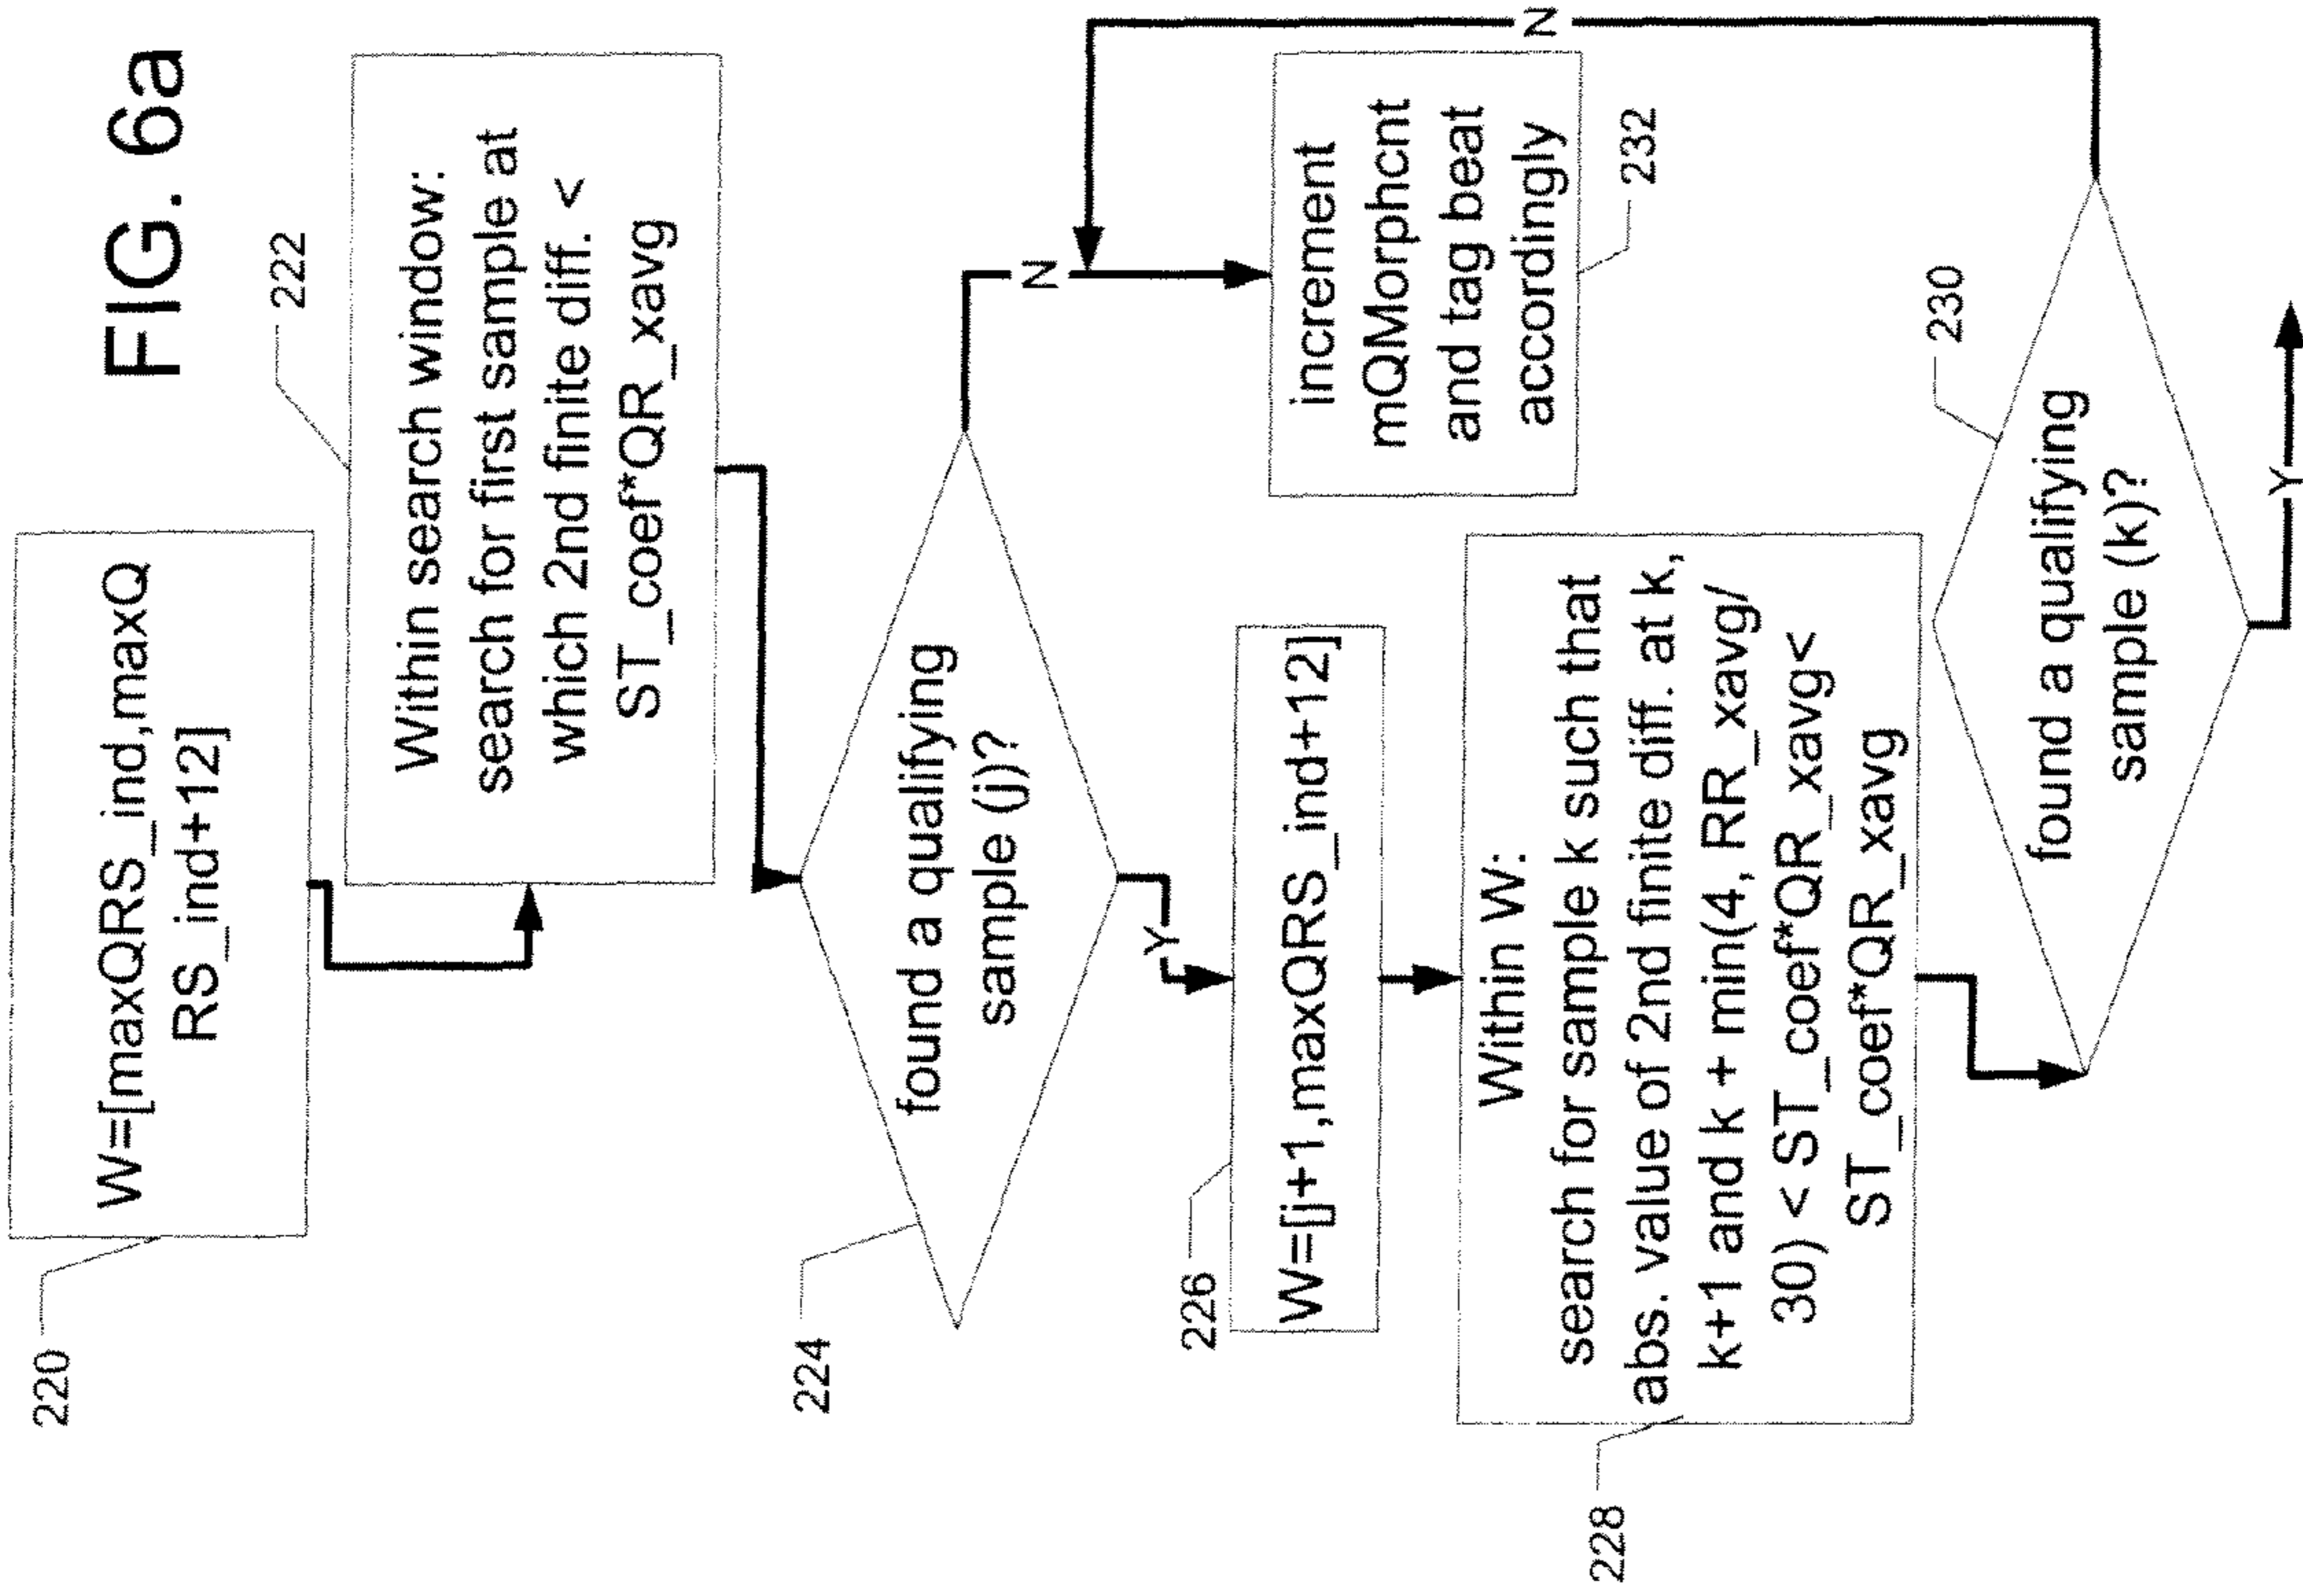 FIG. 6a
220
W=[maxQRS_ind,maxQ
RS_ind+12]
222
Within search window:
search for first sample at
which 2nd finite diff. <
ST_coef*QR_xavg
224
found a qualifying
sample (j)?
N
Y
226
W=[j+1,maxQRS_ind+12]
increment
mQMorphcnt
and tag beat
accordingly
232
228
Within W:
search for sample k such that
abs. value of 2nd finite diff. at k,
k+1 and k + min(4, RR_xavg/
30) < ST_coef*QR_xavg<
ST_coef*QR_xavg
230
found a qualifying
sample (k)?
N
Y